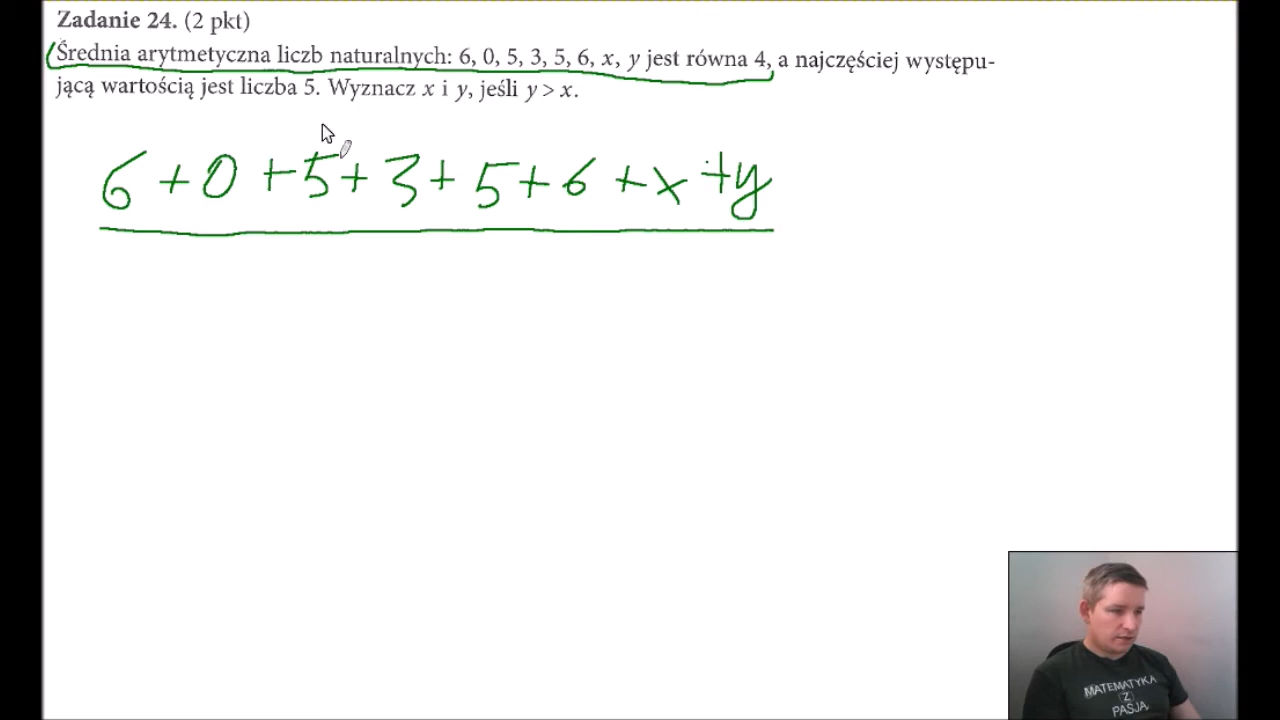 Zadanie 24. (2 pkt)
Średnia arytmetyczna liczb naturalnych: 6, 0, 5, 3, 5, 6, x, y jest równa 4, a najczęściej występu-
jącą wartością jest liczba 5. Wyznacz x i y, jeśli y > x.
6 + 0 + 5 + 3 + 5 + 6 + x + y
MATEMATYKA
Z
PASJĄ